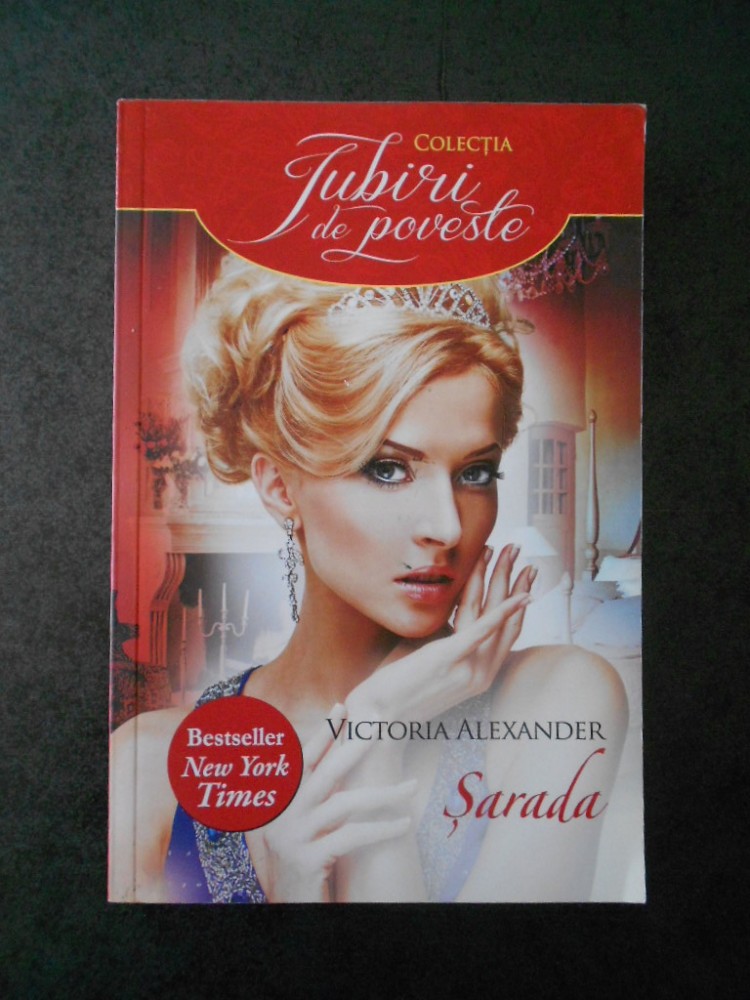 COLECȚIA
Iubiri
de poveste
VICTORIA ALEXANDER
Șarada
Bestseller
New York
Times